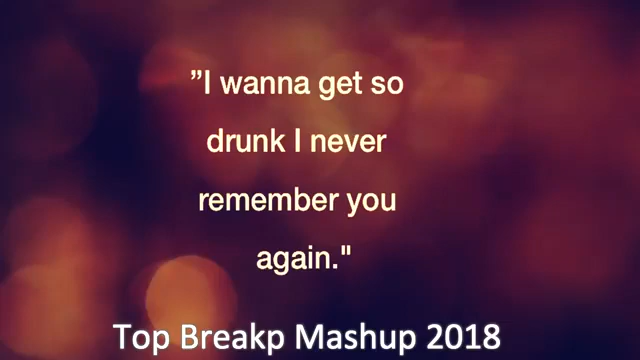 ”I wanna get so
drunk I never
remember you
again."
Top Breakp Mashup 2018